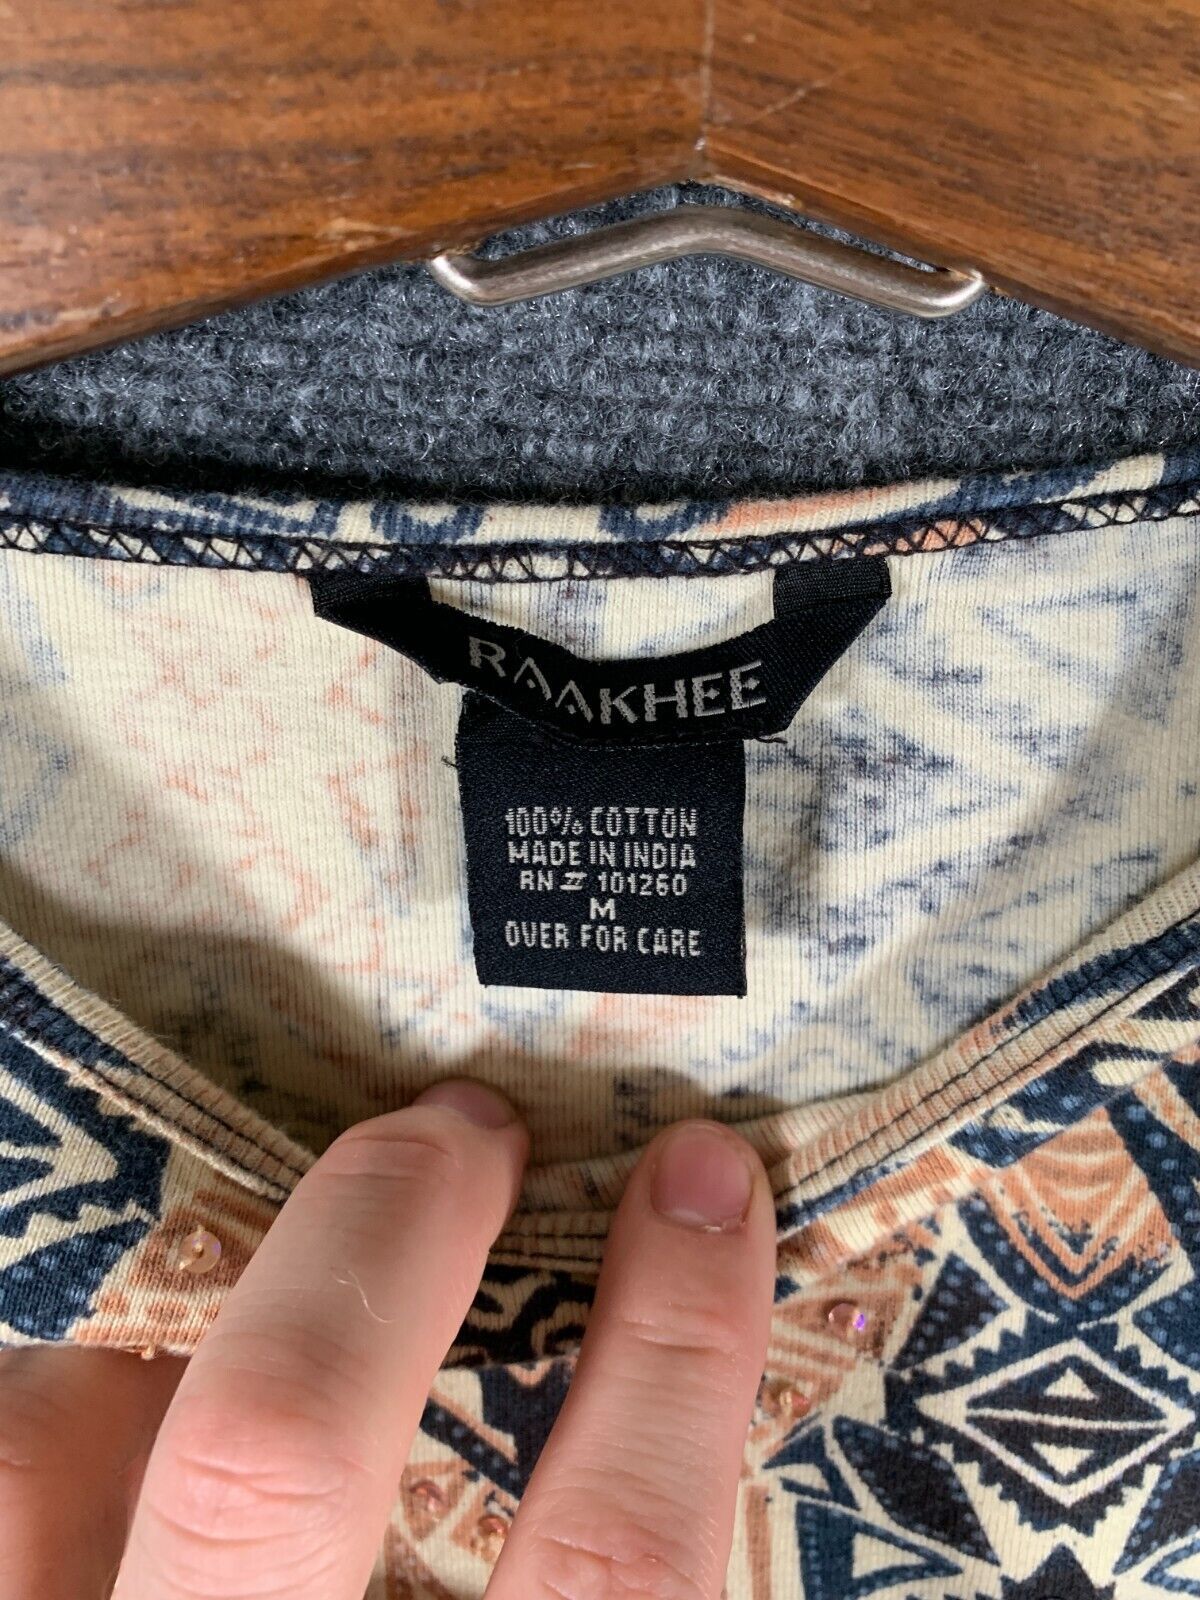 RAAKHEE
100% COTTON
MADE IN INDIA
RN # 101260
M
OVER FOR CARE